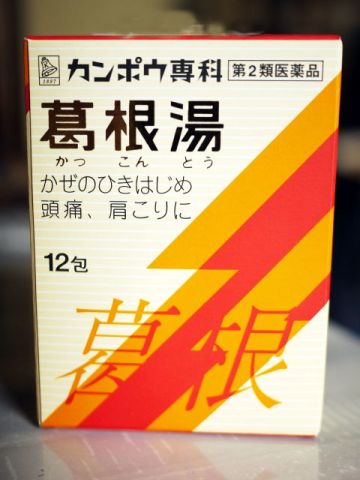 1887
カンポウ専科
第2類医薬品
葛根湯
かっこんとう
かぜのひきはじめ
頭痛、肩こりに
12包
葛根